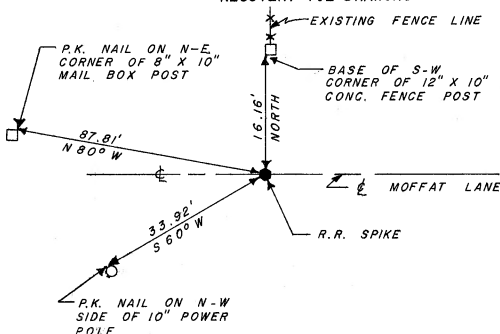 EXISTING FENCE LINE
P.K. NAIL ON N-E
CORNER OF 8" X 10"
MAIL BOX POST
BASE OF S-W
CORNER OF 12" X 10"
CONC. FENCE POST
16.16'
NORTH
87.81'
N 80° W
℄
℄ MOFFAT LANE
33.92'
S 60° W
R.R. SPIKE
P.K. NAIL ON N-W
SIDE OF 10" POWER
POLE